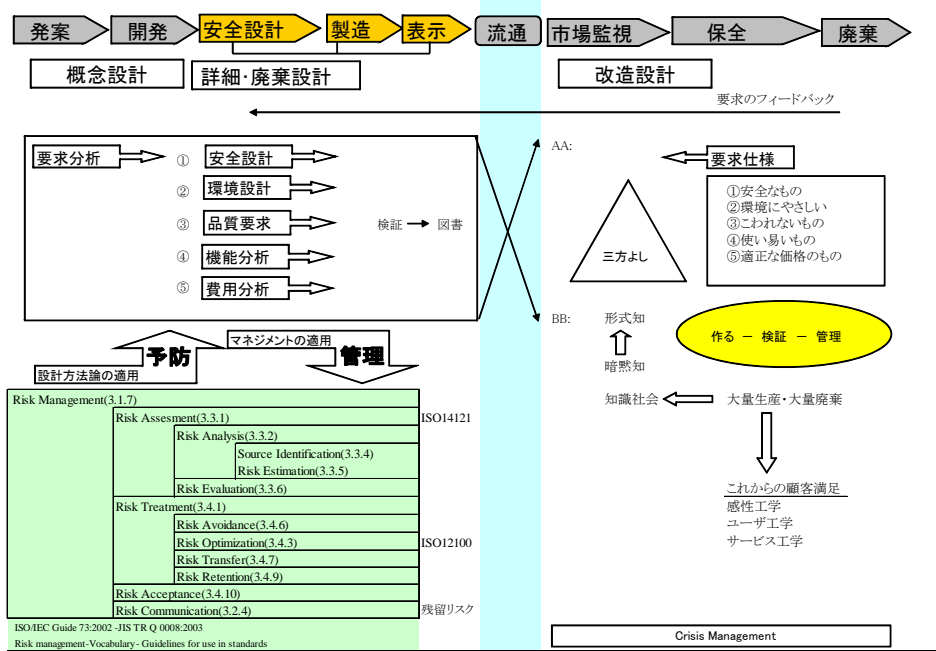 発案
開発
安全設計
製造
表示
流通
市場監視
保全
廃棄
概念設計
詳細・廃棄設計
改造設計
要求のフィードバック
要求分析
① 安全設計
② 環境設計
③ 品質要求
④ 機能分析
⑤ 費用分析
検証
図書
AA:
要求仕様
①安全なもの
②環境にやさしい
③こわれないもの
④使い易いもの
⑤適正な価格のもの
三方よし
BB:
形式知
暗黙知
作る － 検証 － 管理
知識社会
大量生産・大量廃棄
これからの顧客満足
感性工学
ユーザ工学
サービス工学
予防
設計方法論の適用
マネジメントの適用
管理
Risk Management(3.1.7)
Risk Assesment(3.3.1)
ISO14121
Risk Analysis(3.3.2)
Source Identification(3.3.4)
Risk Estimation(3.3.5)
Risk Evaluation(3.3.6)
Risk Treatment(3.4.1)
Risk Avoidance(3.4.6)
Risk Optimization(3.4.3)
ISO12100
Risk Transfer(3.4.7)
Risk Retention(3.4.9)
Risk Acceptance(3.4.10)
Risk Communication(3.2.4)
残留リスク
ISO/IEC Guide 73:2002 -JIS TR Q 0008:2003
Risk management-Vocabulary- Guidelines for use in standards
Crisis Management